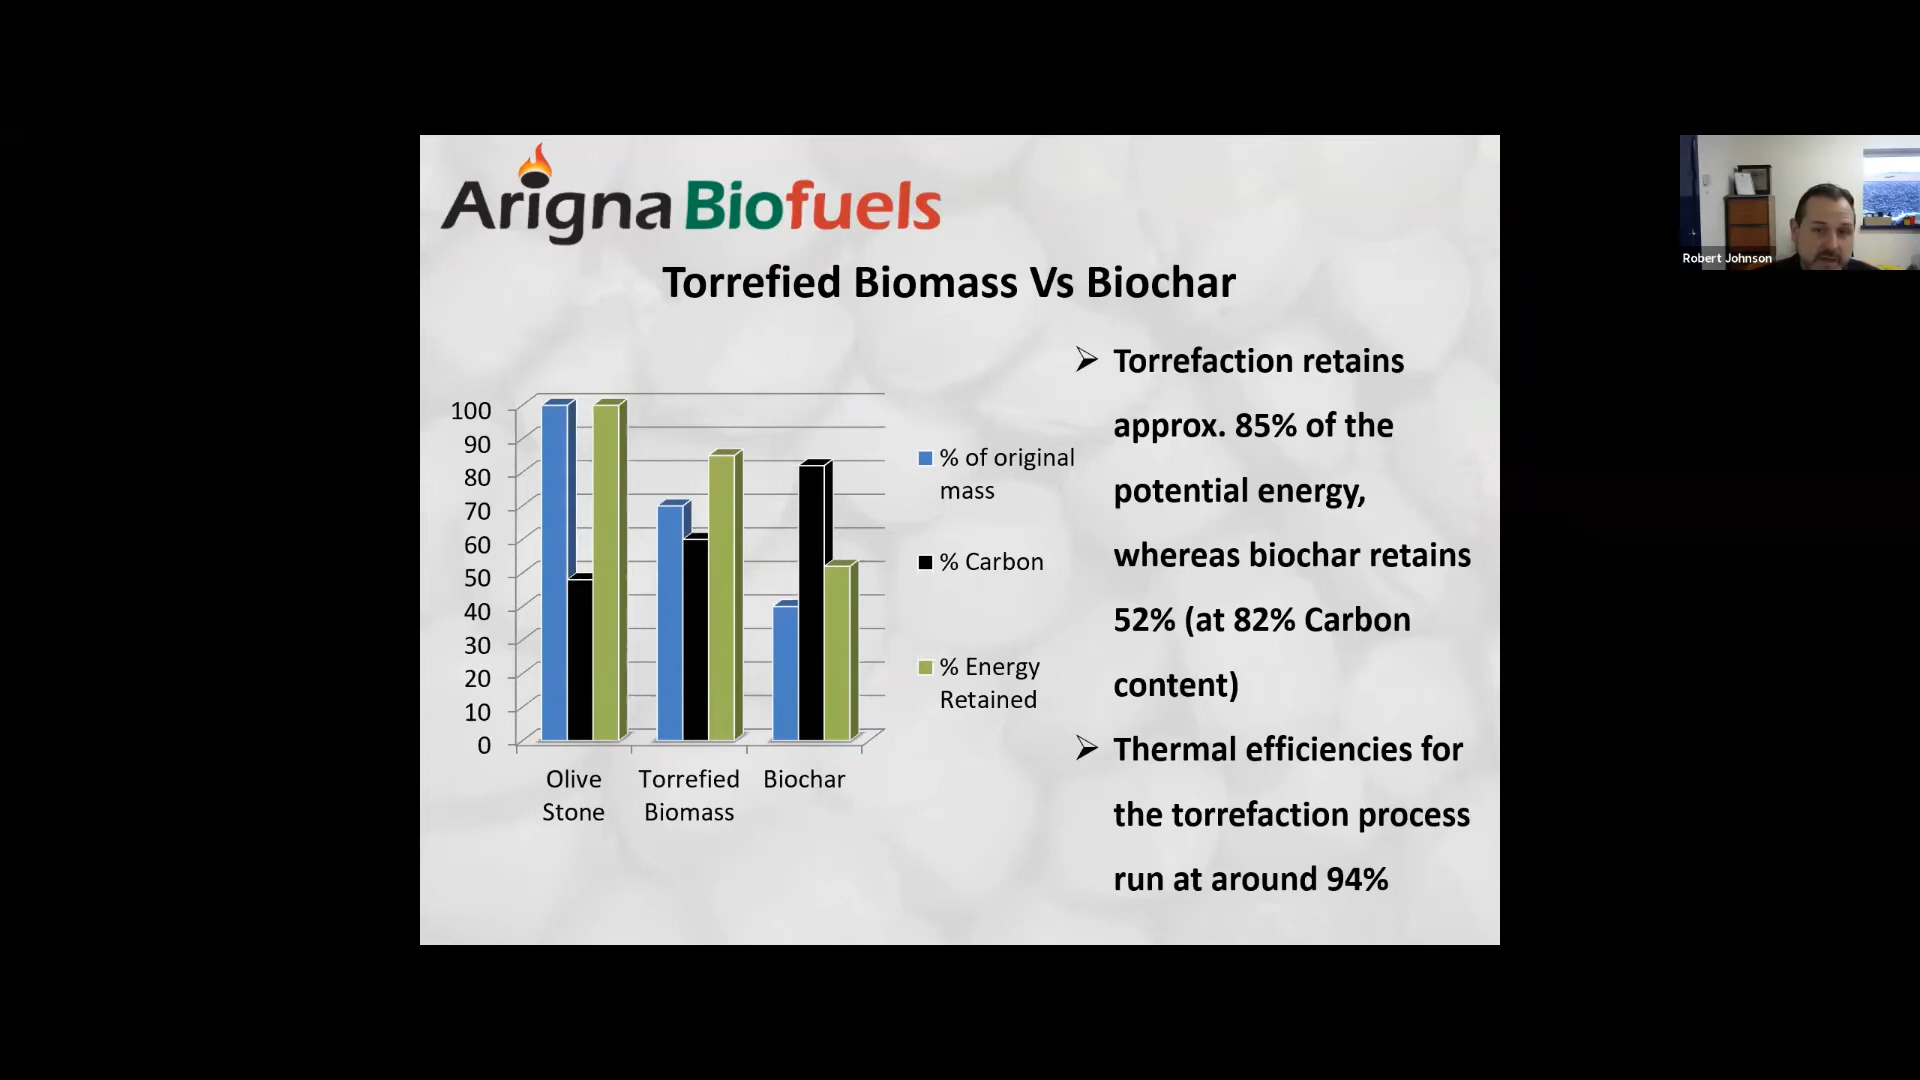 Arigna Biofuels
Torrefied Biomass Vs Biochar
100
90
80
70
60
50
40
30
20
10
0
Olive
Stone
Torrefied
Biomass
Biochar
% of original
mass
% Carbon
% Energy
Retained
➢ Torrefaction retains
approx. 85% of the
potential energy,
whereas biochar retains
52% (at 82% Carbon
content)
➢ Thermal efficiencies for
the torrefaction process
run at around 94%
Robert Johnson